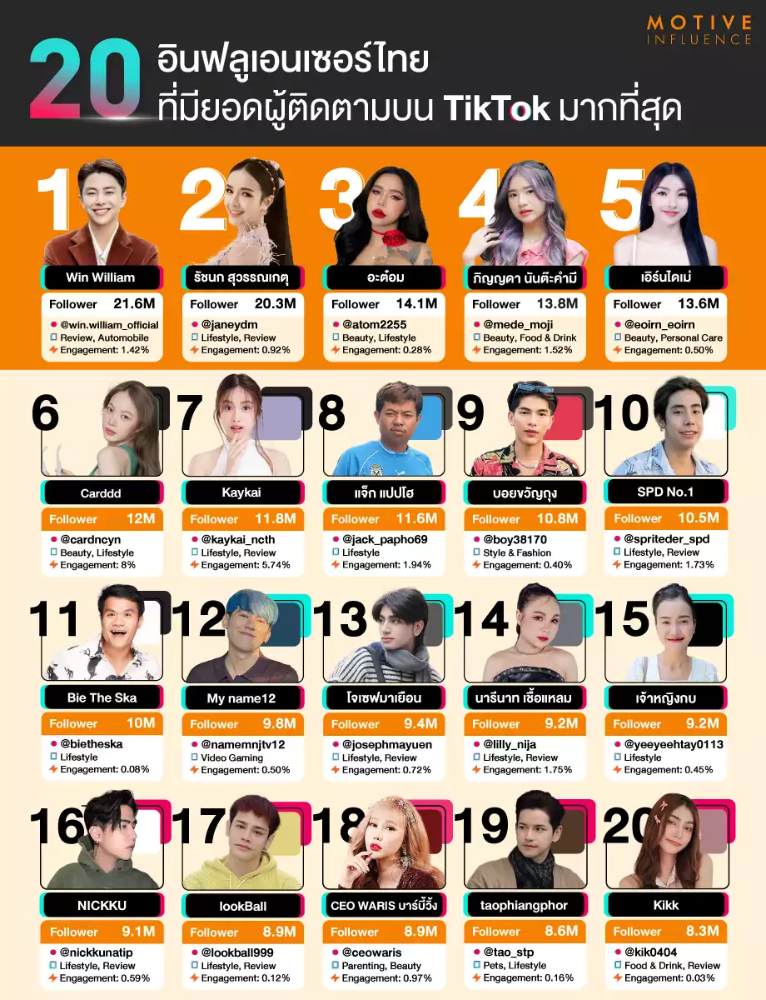 MOTIVE
INFLUENCE
20
อินฟลูเอนเซอร์ไทย
ที่มียอดผู้ติดตามบน TikTok มากที่สุด
1
Win William
Follower 21.6M
@win.william_official
Review, Automobile
Engagement: 1.42%
2
รัชนก สุวรรณเกตุ
Follower 20.3M
@janeydm
Lifestyle, Review
Engagement: 0.92%
3
อะต๋อม
Follower 14.1M
@atom2255
Beauty, Lifestyle
Engagement: 0.28%
4
ภิญญดา นันต๊ะคำมี
Follower 13.8M
@mede_moji
Beauty, Food & Drink
Engagement: 1.52%
5
เอิร์นไดเม่
Follower 13.6M
@eoirn_eoirn
Beauty, Personal Care
Engagement: 0.50%
6
Carddd
Follower 12M
@cardncyn
Beauty, Lifestyle
Engagement: 8%
7
Kaykai
Follower 11.8M
@kaykai_ncth
Lifestyle, Review
Engagement: 5.74%
8
แจ็ก แปปโฮ
Follower 11.6M
@jack_papho69
Lifestyle
Engagement: 1.94%
9
บอยขวัญถุง
Follower 10.8M
@boy38170
Style & Fashion
Engagement: 0.40%
10
SPD No.1
Follower 10.5M
@spriteder_spd
Lifestyle, Review
Engagement: 1.73%
11
Bie The Ska
Follower 10M
@bietheska
Lifestyle
Engagement: 0.08%
12
My name12
Follower 9.8M
@namemnjtv12
Video Gaming
Engagement: 0.50%
13
โจเซฟมาเยือน
Follower 9.4M
@josephmayuen
Lifestyle, Review
Engagement: 0.72%
14
นารีนาท เชื้อแหลม
Follower 9.2M
@lilly_nija
Lifestyle, Review
Engagement: 1.75%
15
เจ้าหญิงกบ
Follower 9.2M
@yeeyeehtay0113
Lifestyle
Engagement: 0.45%
16
NICKKU
Follower 9.1M
@nickkunatip
Lifestyle, Review
Engagement: 0.59%
17
lookBall
Follower 8.9M
@lookball999
Lifestyle, Review
Engagement: 0.12%
18
CEO WARIS บาร์บี้วิ้ง
Follower 8.9M
@ceowaris
Parenting, Beauty
Engagement: 0.97%
19
taophiangphor
Follower 8.6M
@tao_stp
Pets, Lifestyle
Engagement: 0.16%
20
Kikk
Follower 8.3M
@kik0404
Food & Drink, Review
Engagement: 0.03%